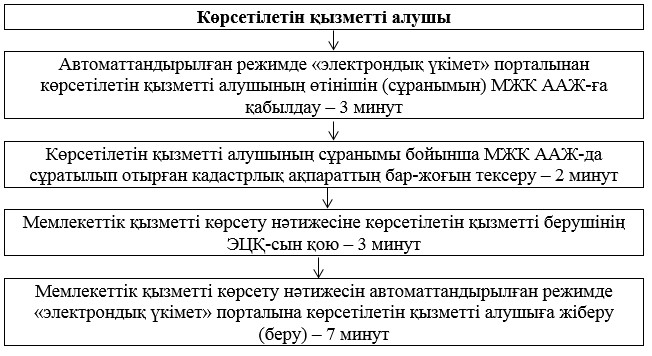 Көрсетілетін қызметті алушы
Автоматтандырылған режимде «электрондық үкімет» порталынан
көрсетілетін қызметті алушының өтінішін (сұранымын) МЖК ААЖ-ға
қабылдау – 3 минут
Көрсетілетін қызметті алушының сұранымы бойынша МЖК ААЖ-да
сұратылып отырған кадастрлық ақпараттың бар-жоғын тексеру – 2 минут
Мемлекеттік қызметті көрсету нәтижесіне көрсетілетін қызметті берушінің
ЭЦҚ-сын қою – 3 минут
Мемлекеттік қызметті көрсету нәтижесін автоматтандырылған режимде
«электрондық үкімет» порталына көрсетілетін қызметті алушыға жіберу
(беру) – 7 минут